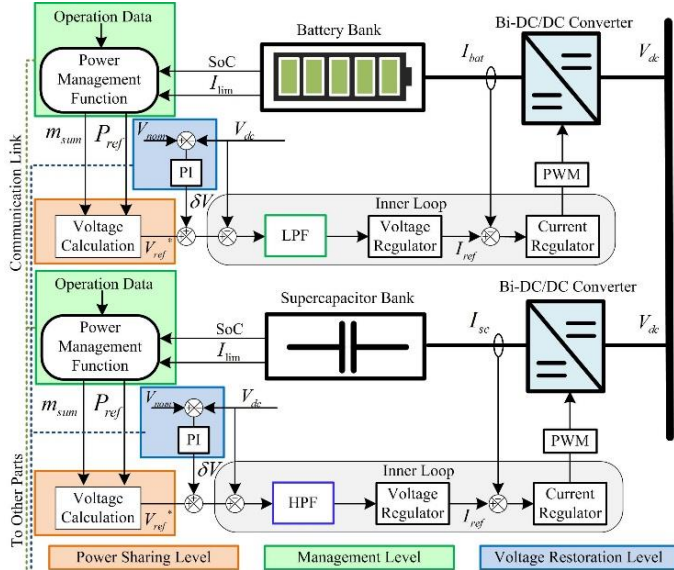 Operation Data
Battery Bank
Bi-DC/DC Converter
Power
Management
Function
SoC
I_lim
I_bat
V_dc
m_sum
P_ref
V_nom
V_dc
PI
δV
PWM
Inner Loop
Voltage
Calculation
V_ref*
LPF
Voltage
Regulator
I_ref
Current
Regulator
Communication Link
Operation Data
Supercapacitor Bank
Bi-DC/DC Converter
Power
Management
Function
SoC
I_lim
I_sc
V_dc
m_sum
P_ref
V_nom
V_dc
PI
δV
PWM
Inner Loop
Voltage
Calculation
V_ref*
HPF
Voltage
Regulator
I_ref
Current
Regulator
To Other Parts
Power Sharing Level
Management Level
Voltage Restoration Level